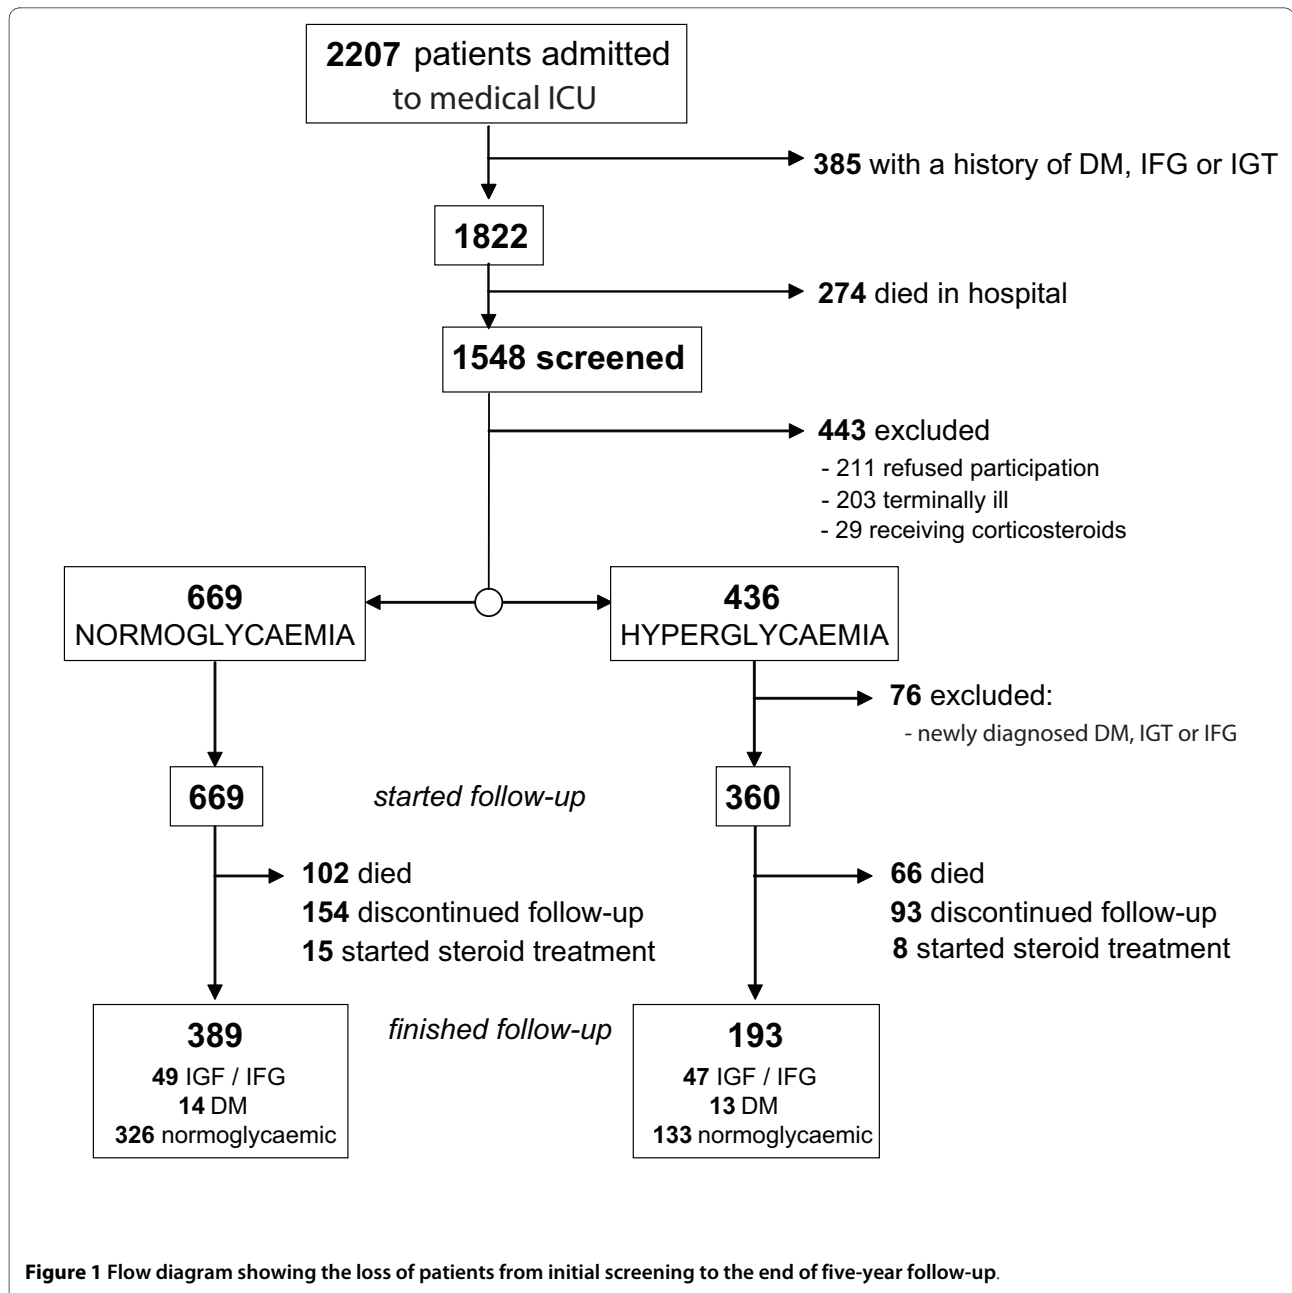 2207 patients admitted
to medical ICU
385 with a history of DM, IFG or IGT
1822
274 died in hospital
1548 screened
443 excluded
- 211 refused participation
- 203 terminally ill
- 29 receiving corticosteroids
669
NORMOGLYCAEMIA
436
HYPERGLYCAEMIA
76 excluded:
- newly diagnosed DM, IGT or IFG
669
started follow-up
360
102 died
154 discontinued follow-up
15 started steroid treatment
66 died
93 discontinued follow-up
8 started steroid treatment
389
49 IGF / IFG
14 DM
326 normoglycaemic
finished follow-up
193
47 IGF / IFG
13 DM
133 normoglycaemic
Figure 1 Flow diagram showing the loss of patients from initial screening to the end of five-year follow-up.